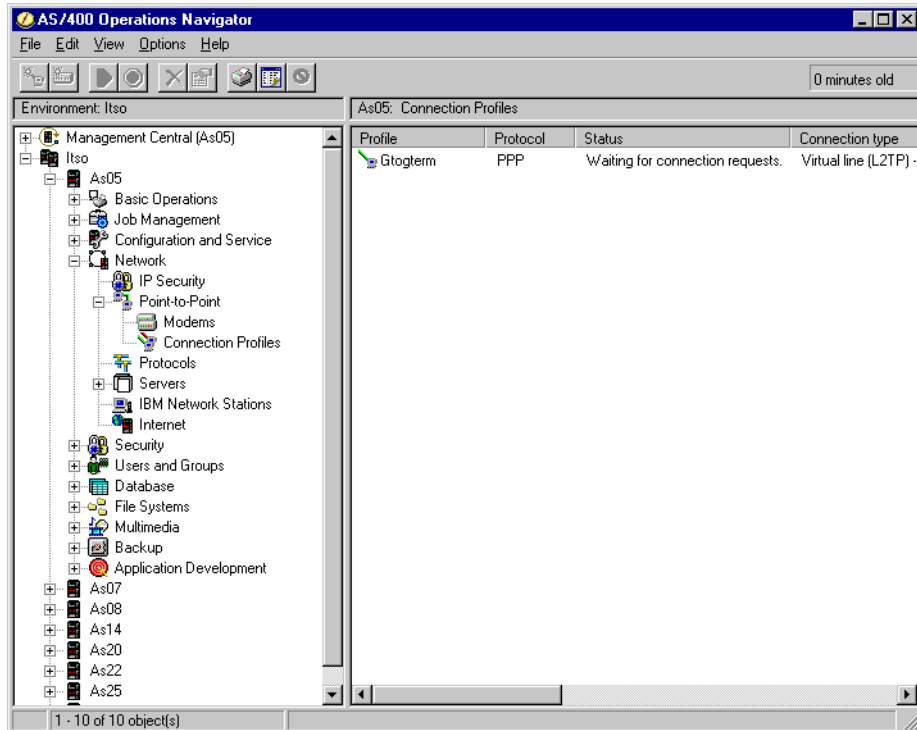 AS/400 Operations Navigator
File Edit View Options Help
0 minutes old
Environment: Itso
As05: Connection Profiles
Management Central (As05)
Itso
As05
Basic Operations
Job Management
Configuration and Service
Network
IP Security
Point-to-Point
Modems
Connection Profiles
Protocols
Servers
IBM Network Stations
Internet
Security
Users and Groups
Database
File Systems
Multimedia
Backup
Application Development
As07
As08
As14
As20
As22
As25
Profile Protocol Status Connection type
Gtogterm PPP Waiting for connection requests. Virtual line (L2TP) -
1 - 10 of 10 object(s)